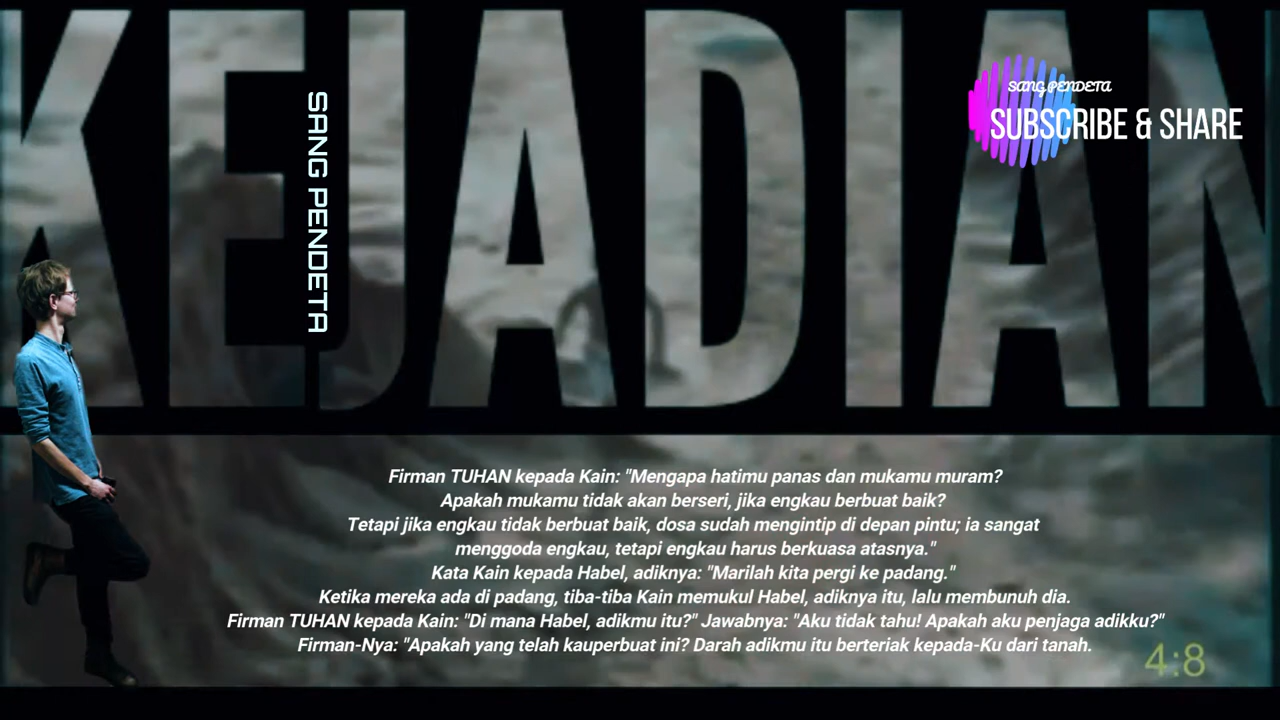 KEJADIAN
SANG PENDETA
SANG PENDETA
SUBSCRIBE & SHARE
Firman TUHAN kepada Kain: "Mengapa hatimu panas dan mukamu muram?
Apakah mukamu tidak akan berseri, jika engkau berbuat baik?
Tetapi jika engkau tidak berbuat baik, dosa sudah mengintip di depan pintu; ia sangat
menggoda engkau, tetapi engkau harus berkuasa atasnya."
Kata Kain kepada Habel, adiknya: "Marilah kita pergi ke padang."
Ketika mereka ada di padang, tiba-tiba Kain memukul Habel, adiknya itu, lalu membunuh dia.
Firman TUHAN kepada Kain: "Di mana Habel, adikmu itu?" Jawabnya: "Aku tidak tahu! Apakah aku penjaga adikku?"
Firman-Nya: "Apakah yang telah kauperbuat ini? Darah adikmu itu berteriak kepada-Ku dari tanah.
4:8